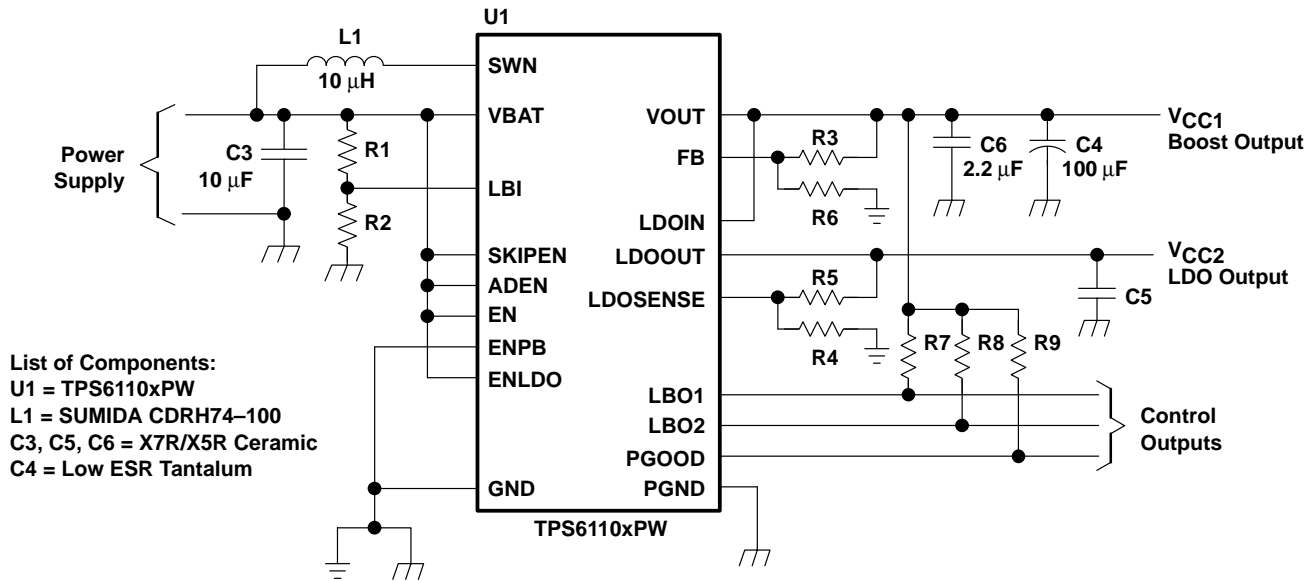 U1
L1
10 μH
SWN
VBAT
VOUT
VCC1
Boost Output
Power
Supply
C3
10 μF
R1
FB
R3
C6
2.2 μF
C4
100 μF
LBI
R2
R6
LDOIN
SKIPEN
LDOOUT
VCC2
LDO Output
ADEN
R5
C5
LDOSENSE
EN
R4
ENPB
R7
R8
R9
ENLDO
List of Components:
U1 = TPS6110xPW
L1 = SUMIDA CDRH74–100
C3, C5, C6 = X7R/X5R Ceramic
C4 = Low ESR Tantalum
LBO1
LBO2
Control
Outputs
PGOOD
GND
PGND
TPS6110xPW